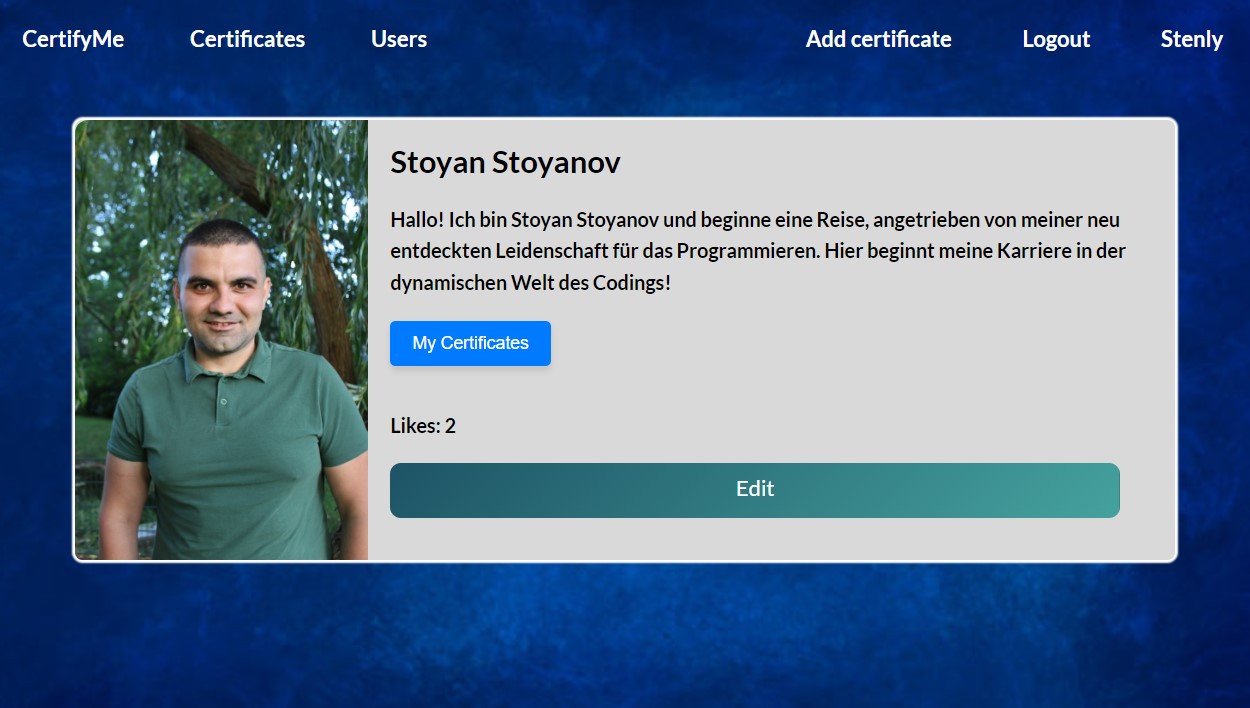 CertifyMe Certificates Users Add certificate Logout Stenly
Stoyan Stoyanov
Hallo! Ich bin Stoyan Stoyanov und beginne eine Reise, angetrieben von meiner neu
entdeckten Leidenschaft für das Programmieren. Hier beginnt meine Karriere in der
dynamischen Welt des Codings!
My Certificates
Likes: 2
Edit